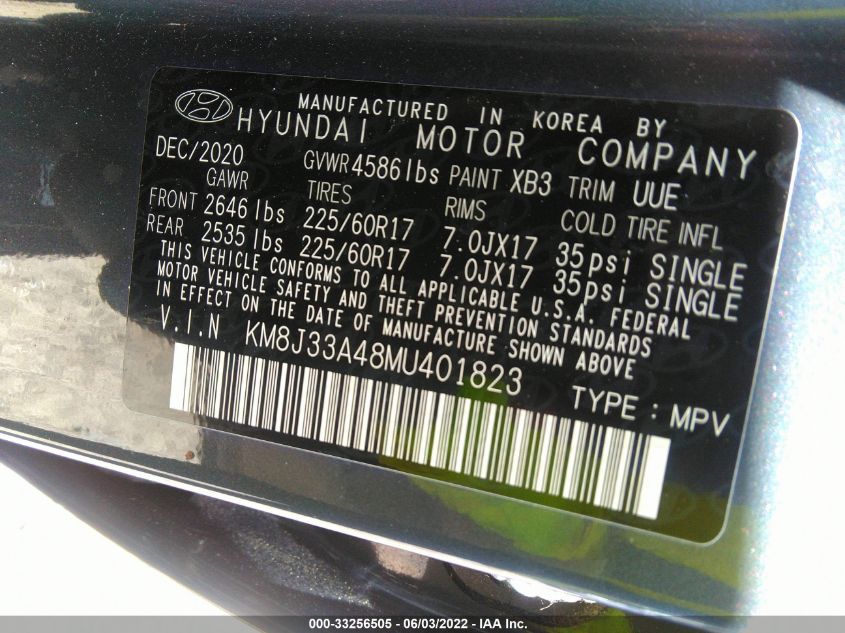 MANUFACTURED IN KOREA BY
HYUNDAI MOTOR COMPANY
DEC/2020 GVWR 4586 lbs PAINT XB3 TRIM UUE
GAWR TIRES RIMS COLD TIRE INFL
FRONT 2646 lbs 225/60R17 7.0JX17 35psi SINGLE
REAR 2535 lbs 225/60R17 7.0JX17 35psi SINGLE
THIS VEHICLE CONFORMS TO ALL APPLICABLE U.S.A. FEDERAL
MOTOR VEHICLE SAFETY AND THEFT PREVENTION STANDARDS
IN EFFECT ON THE DATE OF MANUFACTURE SHOWN ABOVE
V.I.N KM8J33A48MU401823
TYPE : MPV
000-33256505 - 06/03/2022 - IAA Inc.